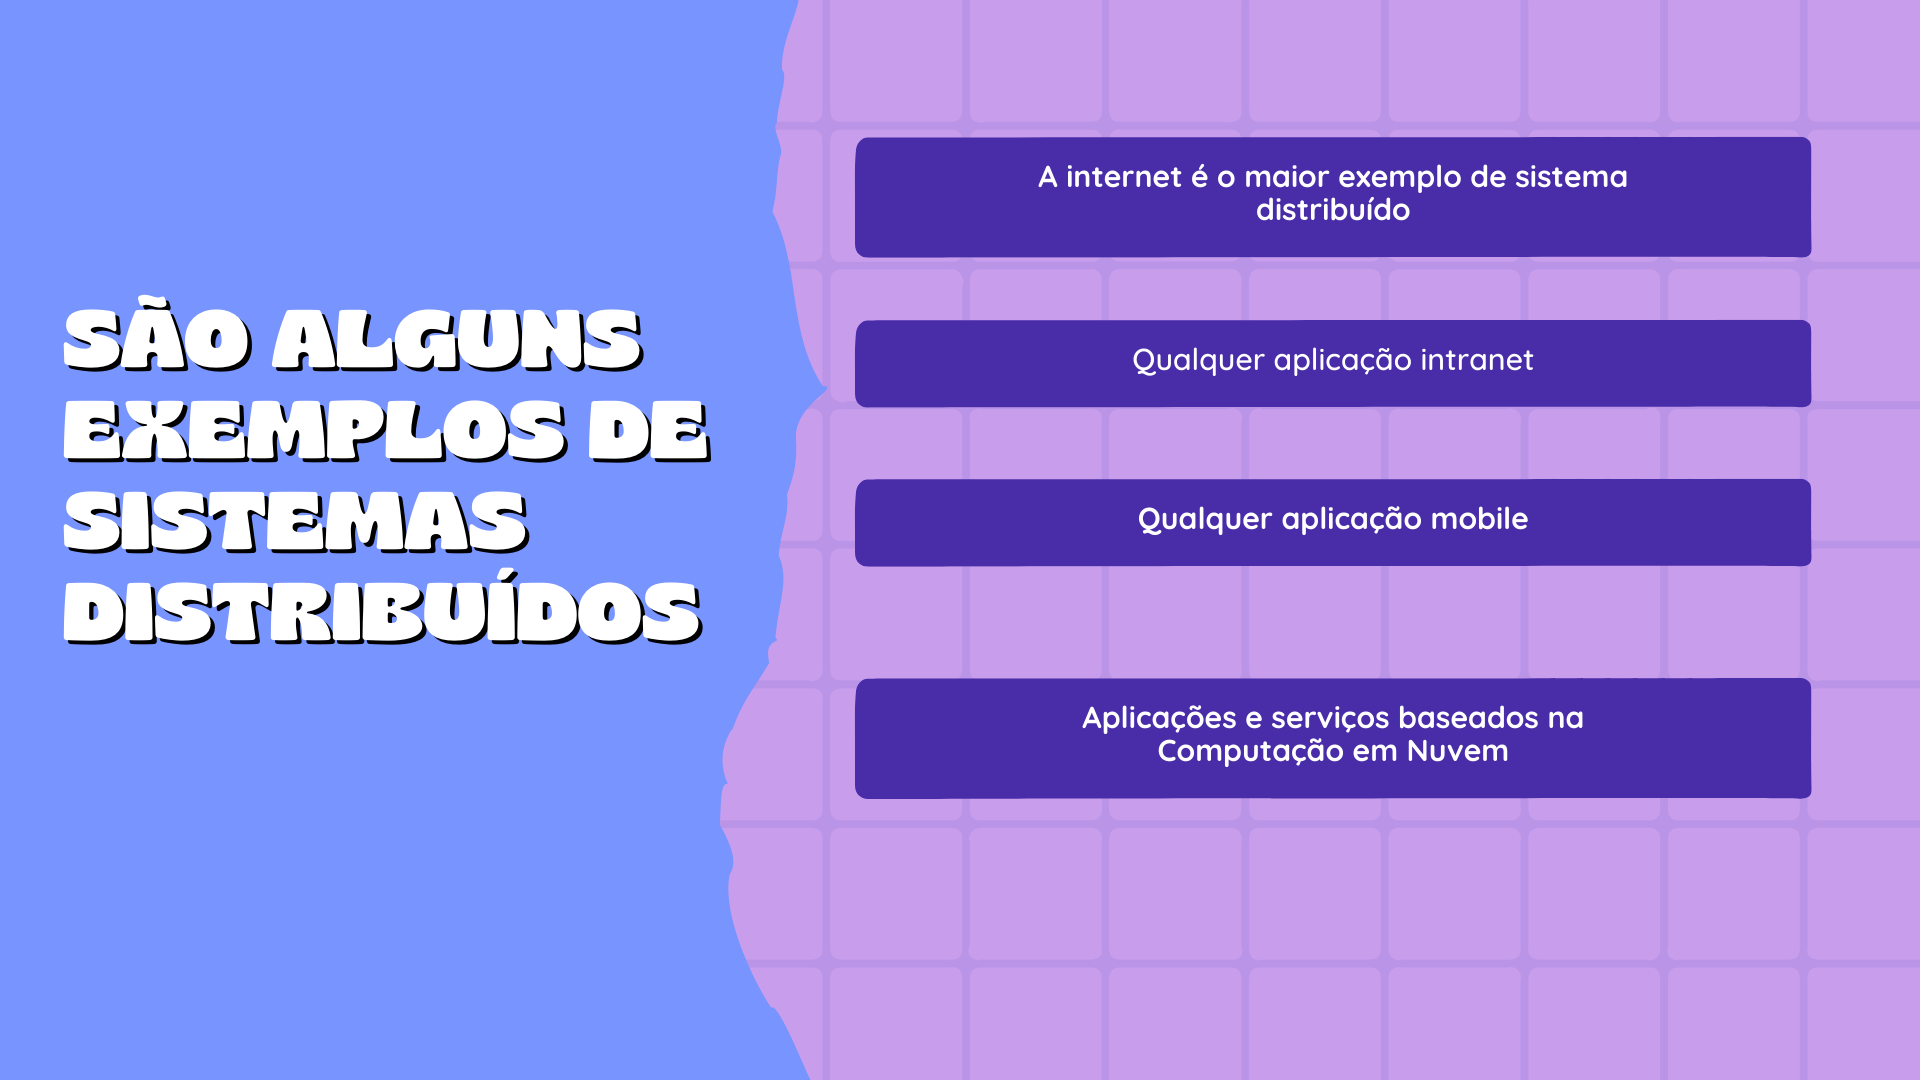 SÃO ALGUNS
EXEMPLOS DE
SISTEMAS
DISTRIBUÍDOS
A internet é o maior exemplo de sistema
distribuído
Qualquer aplicação intranet
Qualquer aplicação mobile
Aplicações e serviços baseados na
Computação em Nuvem